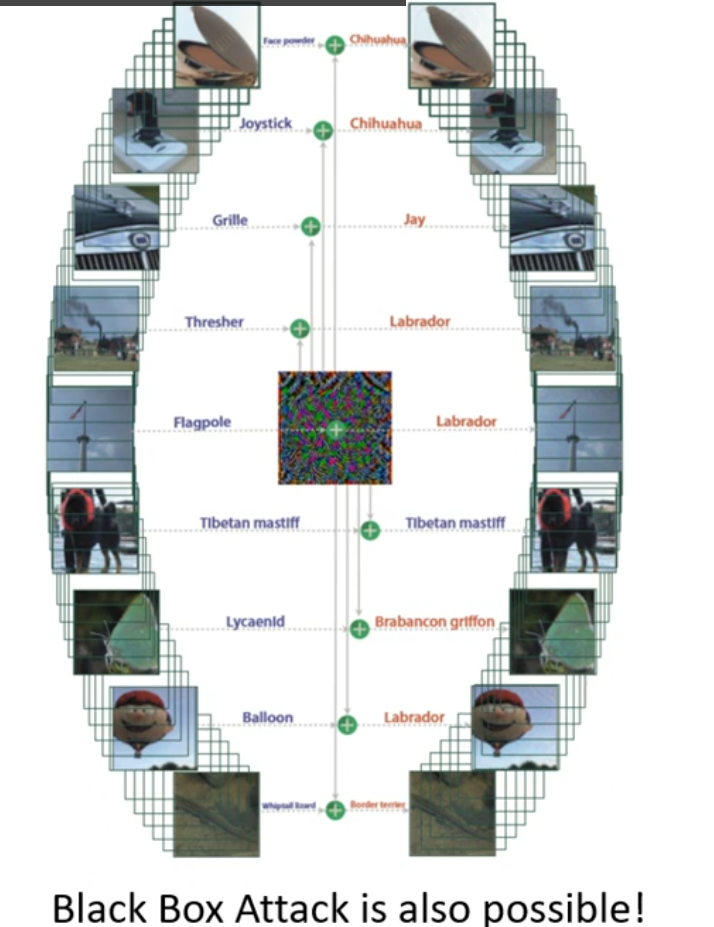 Face powder Chihuahua
Joystick Chihuahua
Grille Jay
Thresher Labrador
Flagpole Labrador
Tibetan mastiff Tibetan mastiff
Lycaenid Brabancon griffon
Balloon Labrador
Whiptail lizard Border terrier
Black Box Attack is also possible!